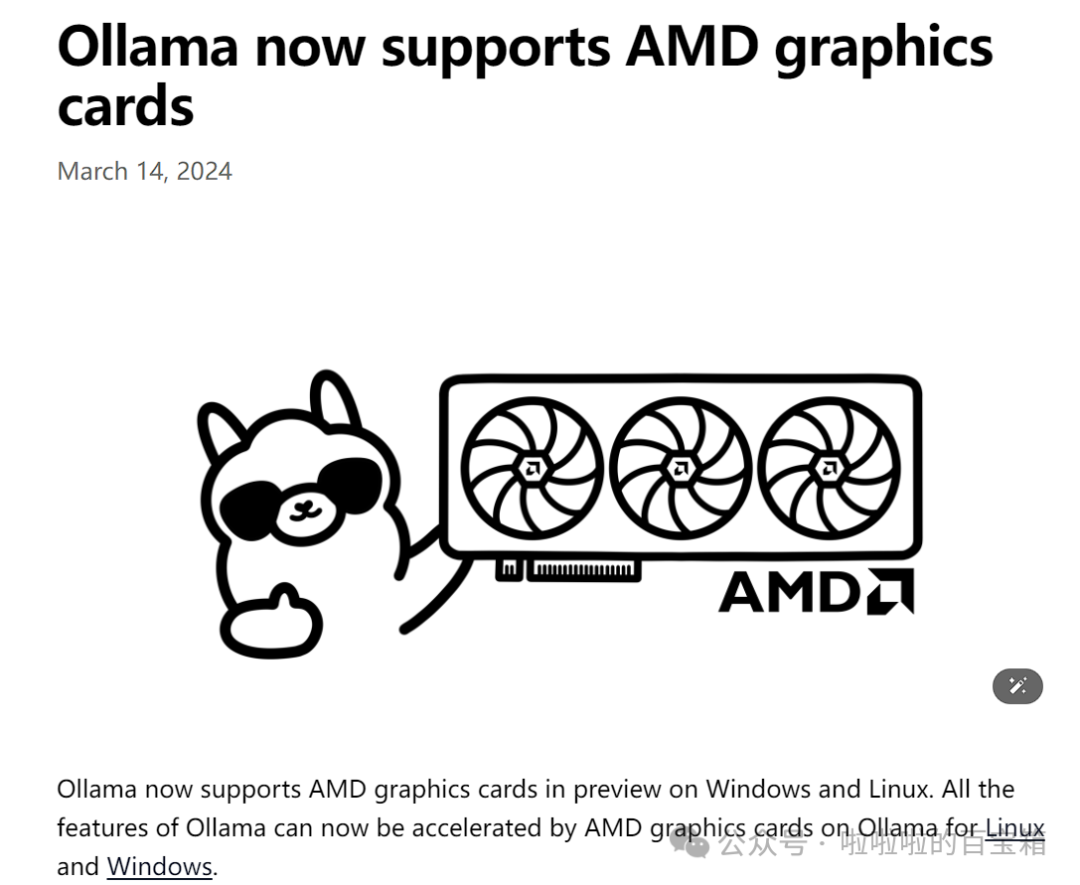 Ollama now supports AMD graphics
cards
March 14, 2024
AMD
Ollama now supports AMD graphics cards in preview on Windows and Linux. All the
features of Ollama can now be accelerated by AMD graphics cards on Ollama for Linux
and Windows.
公众号 · 啦啦啦的百宝箱